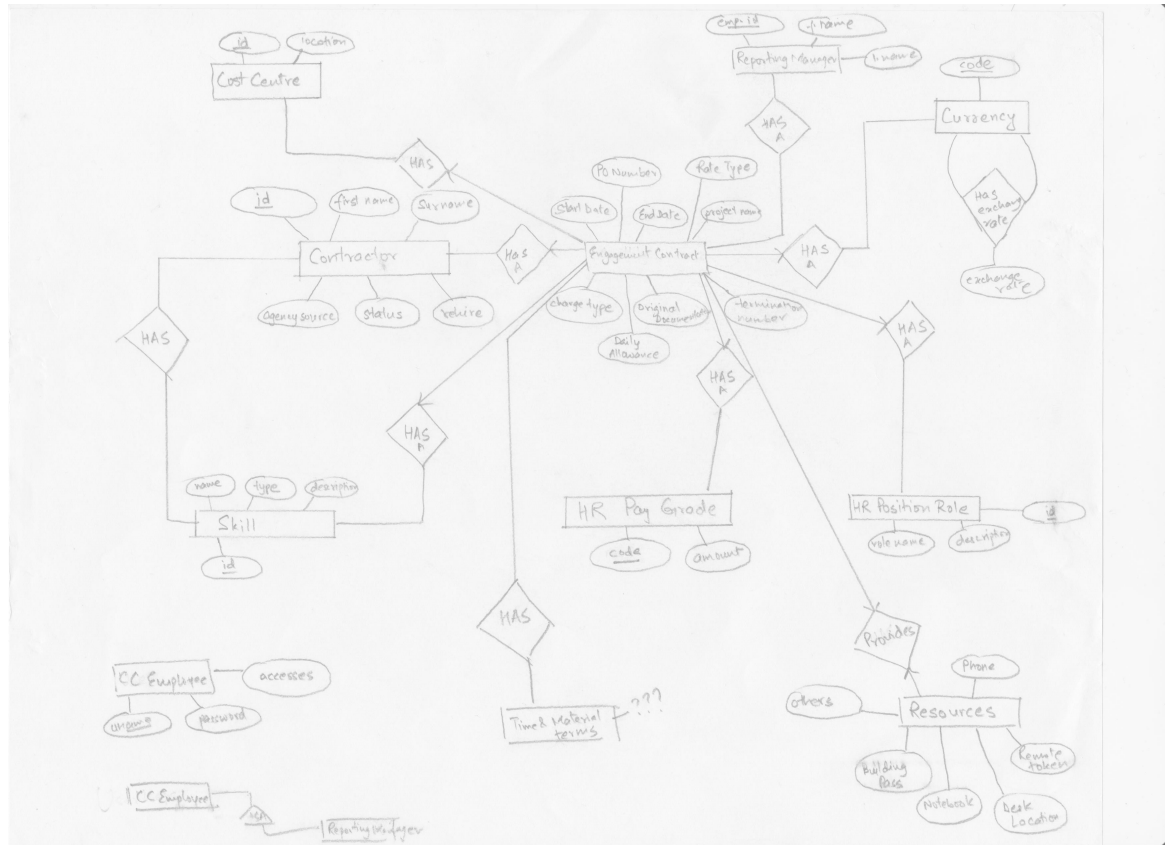 id
location
Cost Centre
HAS
emp. id
f.name
l.name
Reporting Manager
HAS
A
code
Currency
Has
exchange
rate
exchange
rate
HAS
A
PO Number
Rate Type
Start Date
End Date
project name
Engagement Contract
charge type
Daily
Allowance
Original
Documentation
termination
number
id
first name
Surname
Contractor
agency source
status
rehire
HAS
A
HAS
HAS
A
name
type
description
Skill
id
HAS
A
HR Pay Grade
code
amount
HAS
A
HR Position Role
id
role name
description
HAS
Time & Material
terms
???
Provides
Phone
others
Resources
Building
Pass
Notebook
Desk
Location
Remote
token
CC Employee
accesses
uname
password
CC Employee
ISA
Reporting Manager